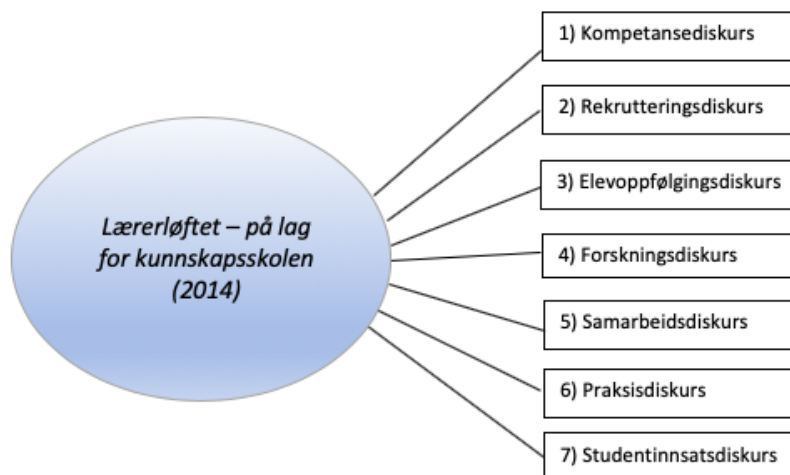 Lærerløftet – på lag
for kunnskapsskolen
(2014)
1) Kompetansediskurs
2) Rekrutteringsdiskurs
3) Elevoppfølgingsdiskurs
4) Forskningsdiskurs
5) Samarbeidsdiskurs
6) Praksisdiskurs
7) Studentinnsatsdiskurs